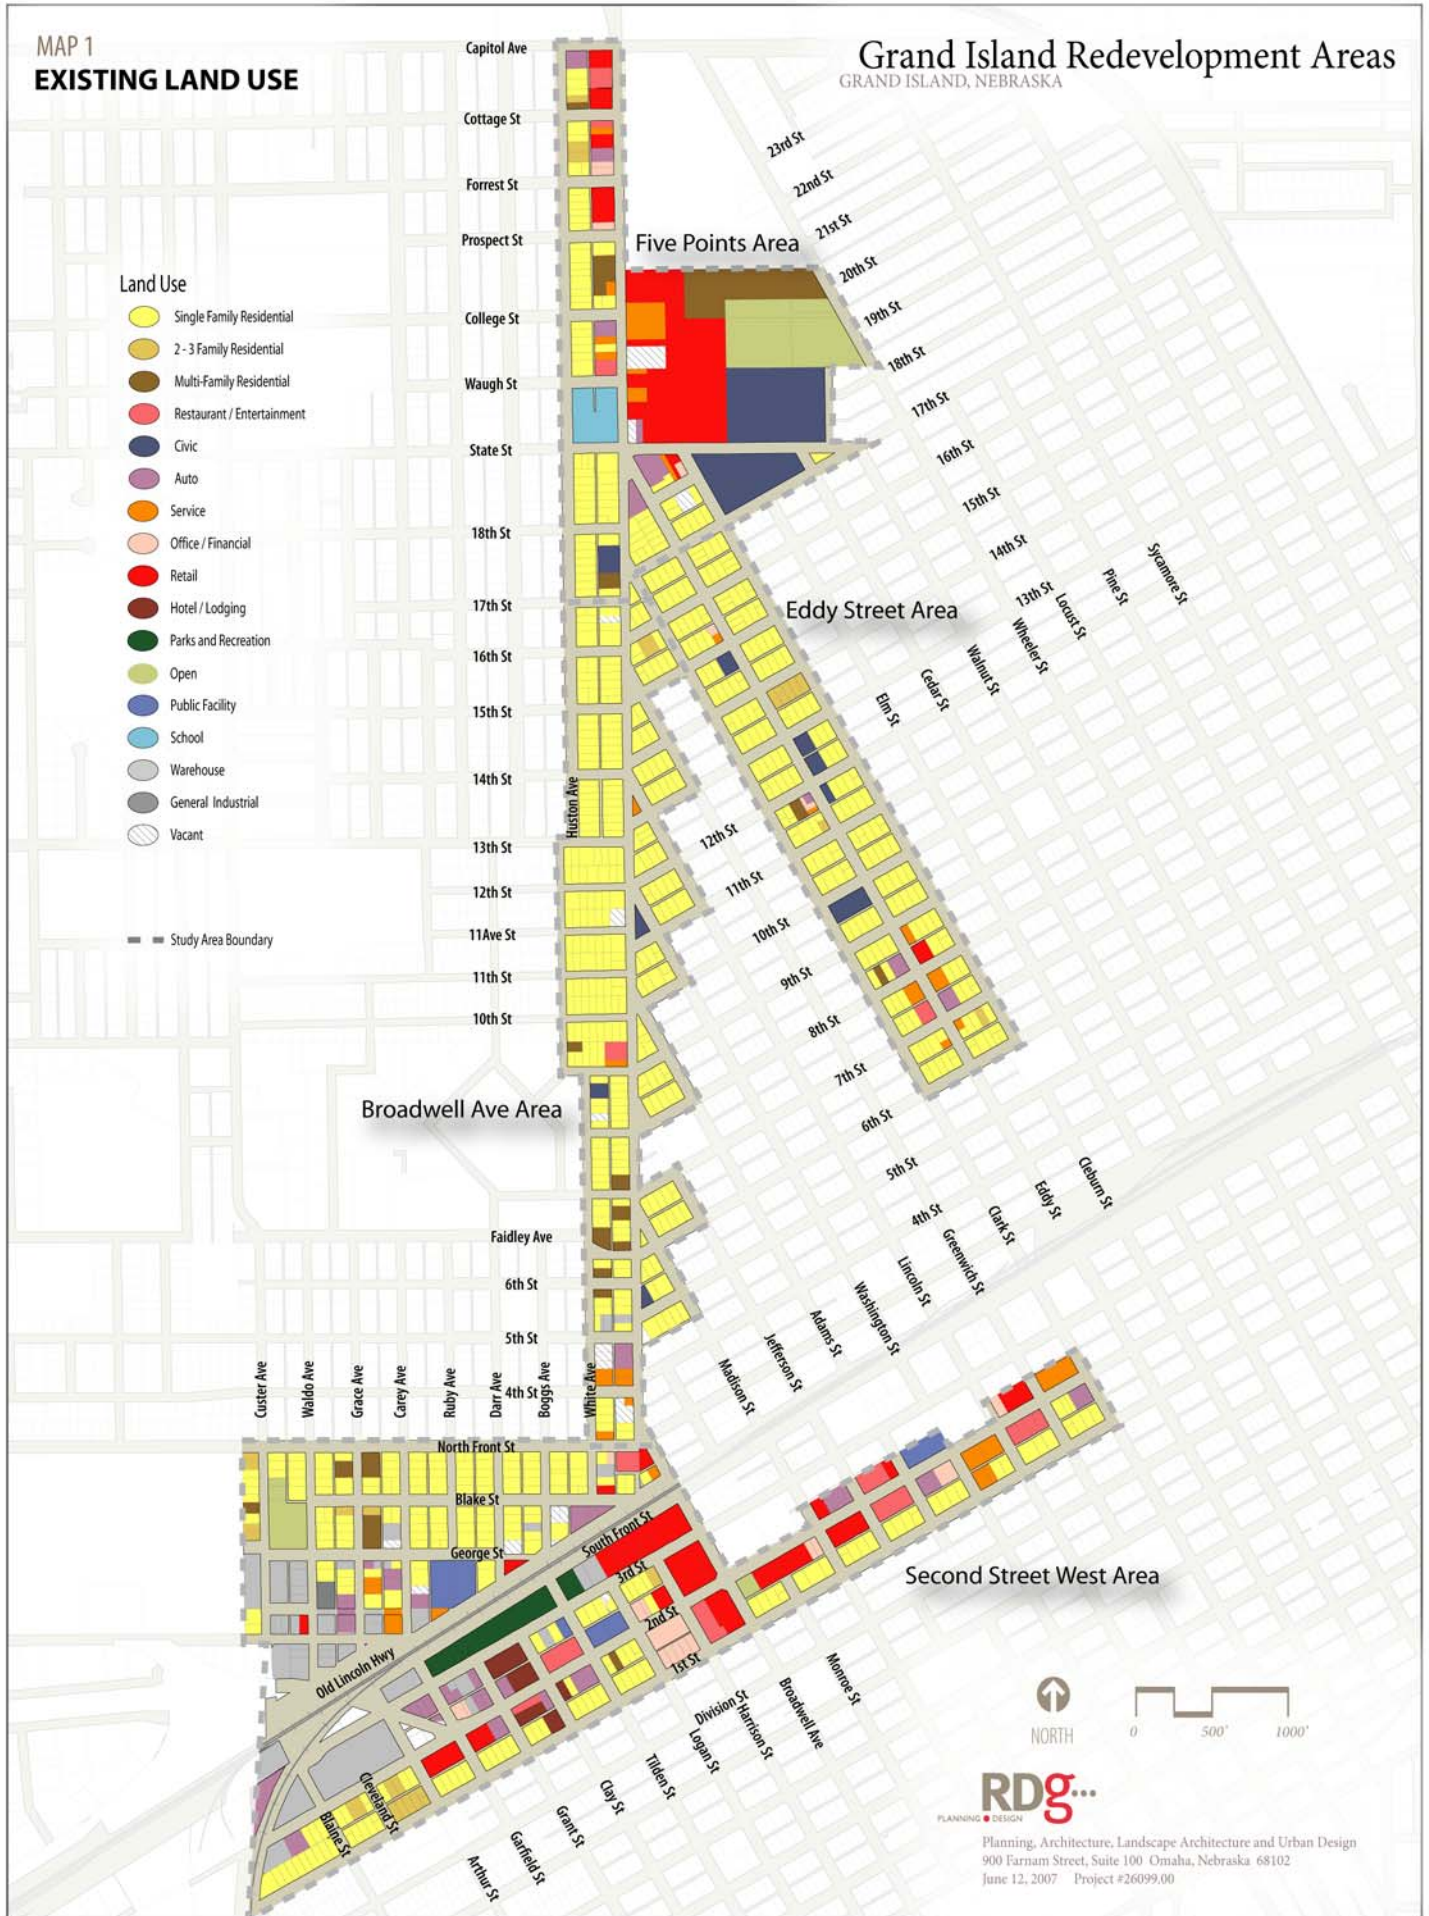 MAP 1
EXISTING LAND USE
Grand Island Redevelopment Areas
GRAND ISLAND, NEBRASKA
Capitol Ave
Cottage St
Forrest St
Prospect St
College St
Waugh St
State St
18th St
17th St
16th St
15th St
14th St
Huston Ave
13th St
12th St
11Ave St
11th St
10th St
Faidley Ave
6th St
5th St
4th St
North Front St
Blake St
George St
23rd St
22nd St
21st St
20th St
19th St
18th St
17th St
16th St
15th St
14th St
13th St
Five Points Area
Land Use
Single Family Residential
2 - 3 Family Residential
Multi-Family Residential
Restaurant / Entertainment
Civic
Auto
Service
Office / Financial
Retail
Hotel / Lodging
Parks and Recreation
Open
Public Facility
School
Warehouse
General Industrial
Vacant
Study Area Boundary
Eddy Street Area
Sycamore St
Pine St
Locust St
Wheeler St
Walnut St
Cedar St
Elm St
12th St
11th St
10th St
9th St
8th St
7th St
6th St
5th St
4th St
Broadwell Ave Area
Cleburn St
Eddy St
Clark St
Greenwich St
Lincoln St
Washington St
Adams St
Jefferson St
Madison St
Custer Ave
Waldo Ave
Grace Ave
Carey Ave
Ruby Ave
Darr Ave
Boggs Ave
White Ave
South Front St
3rd St
2nd St
1st St
Old Lincoln Hwy
Second Street West Area
Monroe St
Broadwell Ave
Harrison St
Division St
Logan St
Tilden St
Clay St
Grant St
Garfield St
Arthur St
Cleveland St
Blaine St
NORTH
0 500' 1000'
RDg...
PLANNING DESIGN
Planning, Architecture, Landscape Architecture and Urban Design
900 Farnam Street, Suite 100 Omaha, Nebraska 68102
June 12, 2007 Project #26099.00